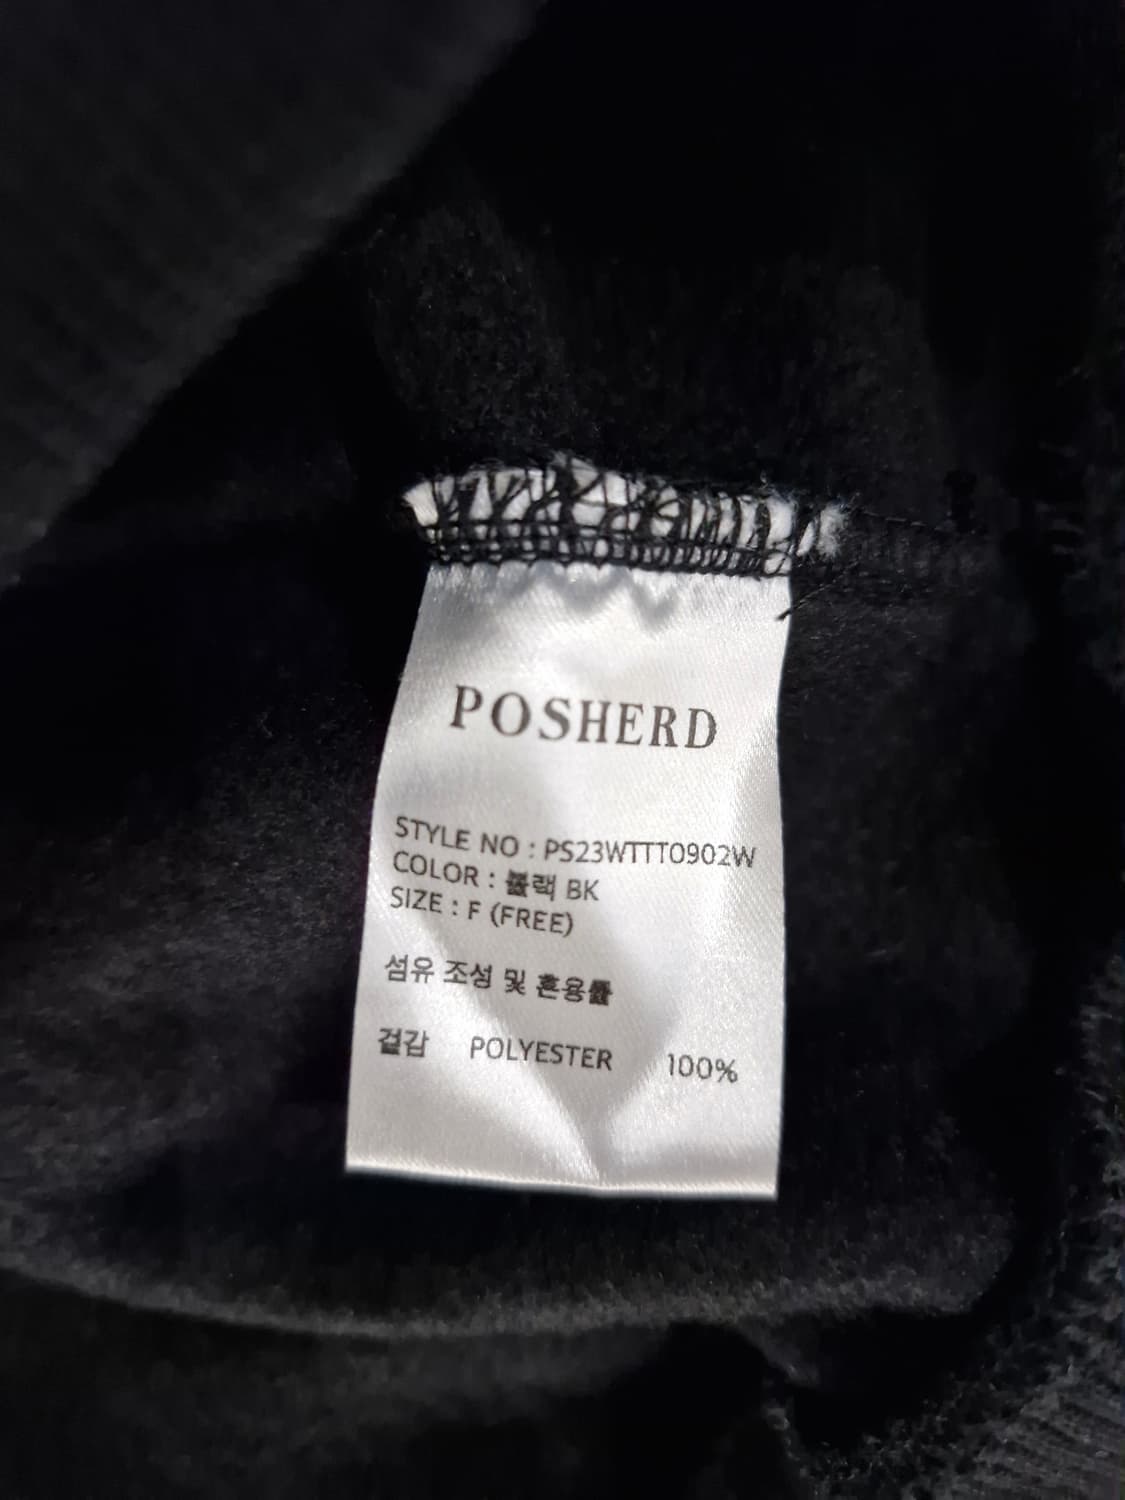 POSHERD
STYLE NO : PS23WTTT0902W
COLOR : 블랙 BK
SIZE : F (FREE)
섬유 조성 및 혼용률
겉감 POLYESTER 100%